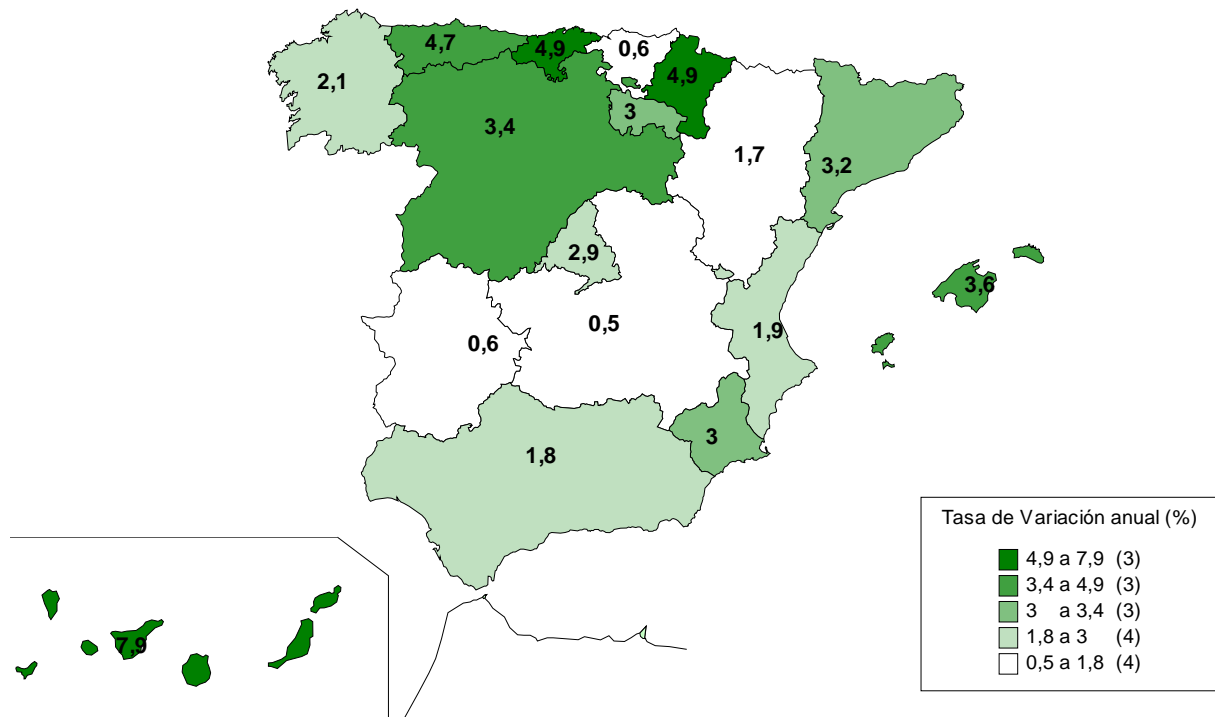 4,7
4,9
0,6
2,1
4,9
3,4
3
1,7
3,2
2,9
3,6
0,5
1,9
0,6
3
1,8
7,9
Tasa de Variación anual (%)
4,9 a 7,9 (3)
3,4 a 4,9 (3)
3 a 3,4 (3)
1,8 a 3 (4)
0,5 a 1,8 (4)